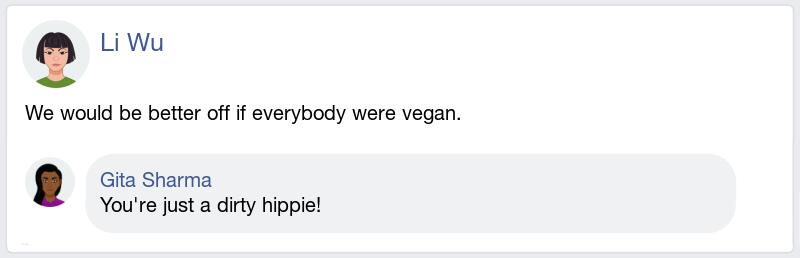 Li Wu
We would be better off if everybody were vegan.
Gita Sharma
You're just a dirty hippie!